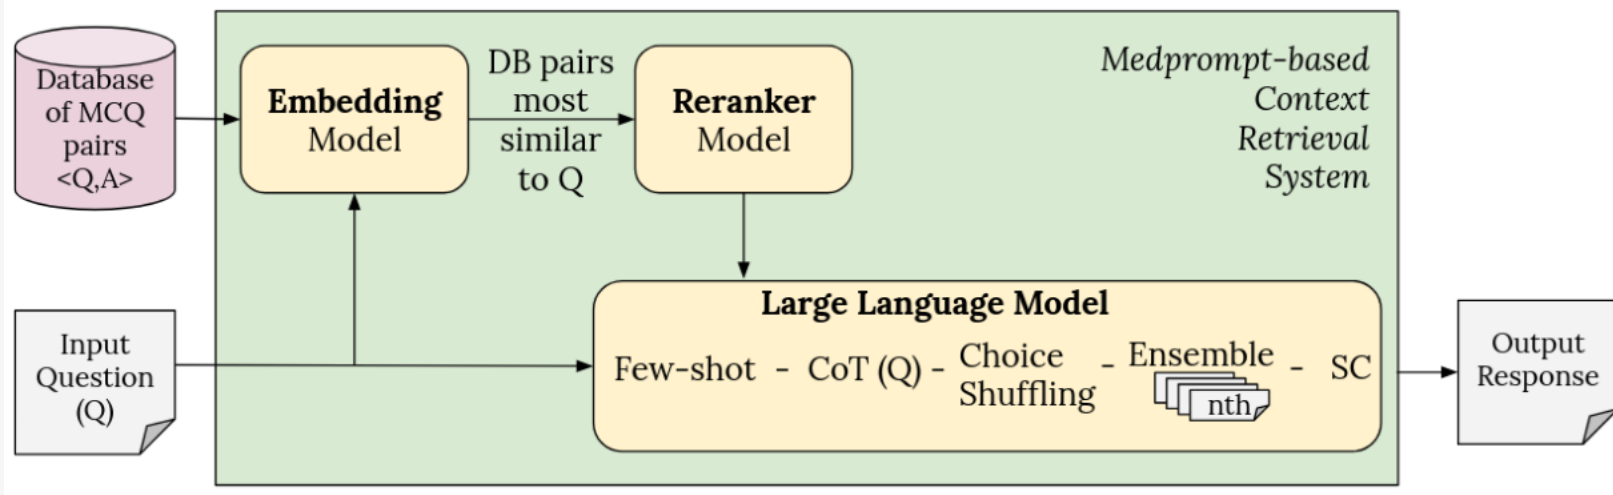 Database
of MCQ
pairs
<Q,A>
Embedding
Model
DB pairs
most
similar
to Q
Reranker
Model
Medprompt-based
Context
Retrieval
System
Input
Question
(Q)
Large Language Model
Few-shot - CoT (Q) - Choice
Shuffling - Ensemble
nth - SC
Output
Response